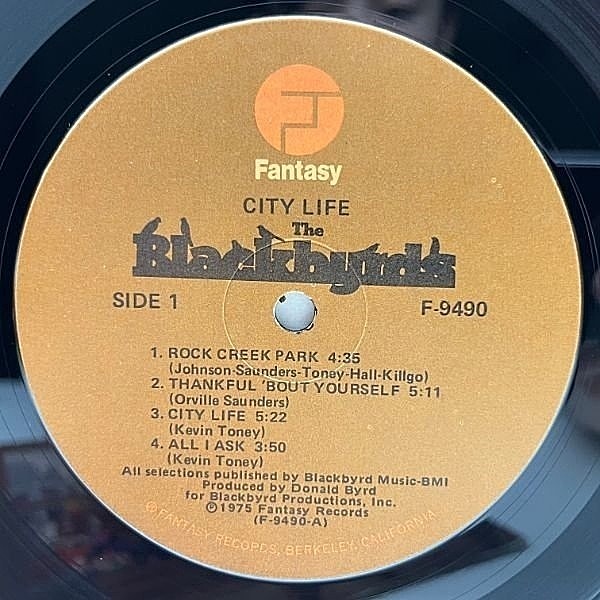 Fantasy
CITY LIFE
The
Blackbyrds
SIDE 1
F-9490
1. ROCK CREEK PARK 4:35
(Johnson-Saunders-Toney-Hall-Killgo)
2. THANKFUL 'BOUT YOURSELF 5:11
(Orville Saunders)
3. CITY LIFE 5:22
(Kevin Toney)
4. ALL I ASK 3:50
(Kevin Toney)
All selections published by Blackbyrd Music-BMI
Produced by Donald Byrd
for Blackbyrd Productions, Inc.
℗1975 Fantasy Records
(F-9490-A)
® FANTASY RECORDS, BERKELEY, CALIFORNIA